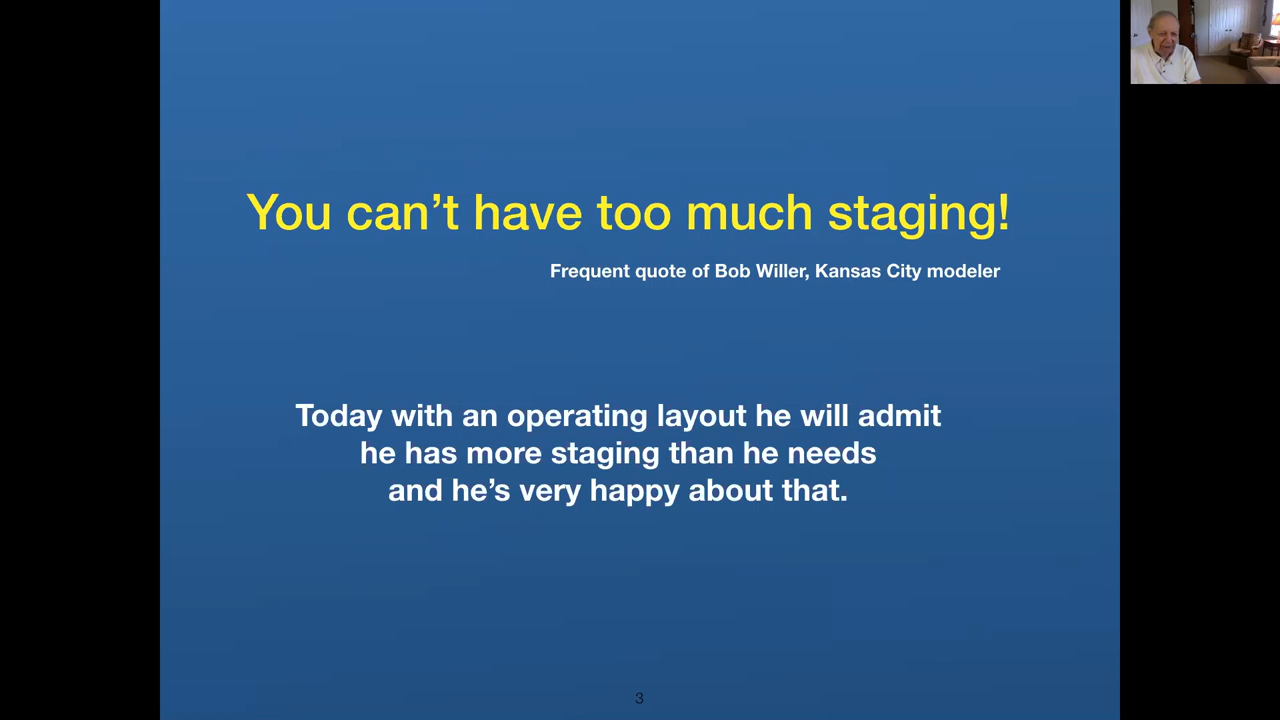 You can’t have too much staging!
Frequent quote of Bob Willer, Kansas City modeler
Today with an operating layout he will admit
he has more staging than he needs
and he’s very happy about that.
3